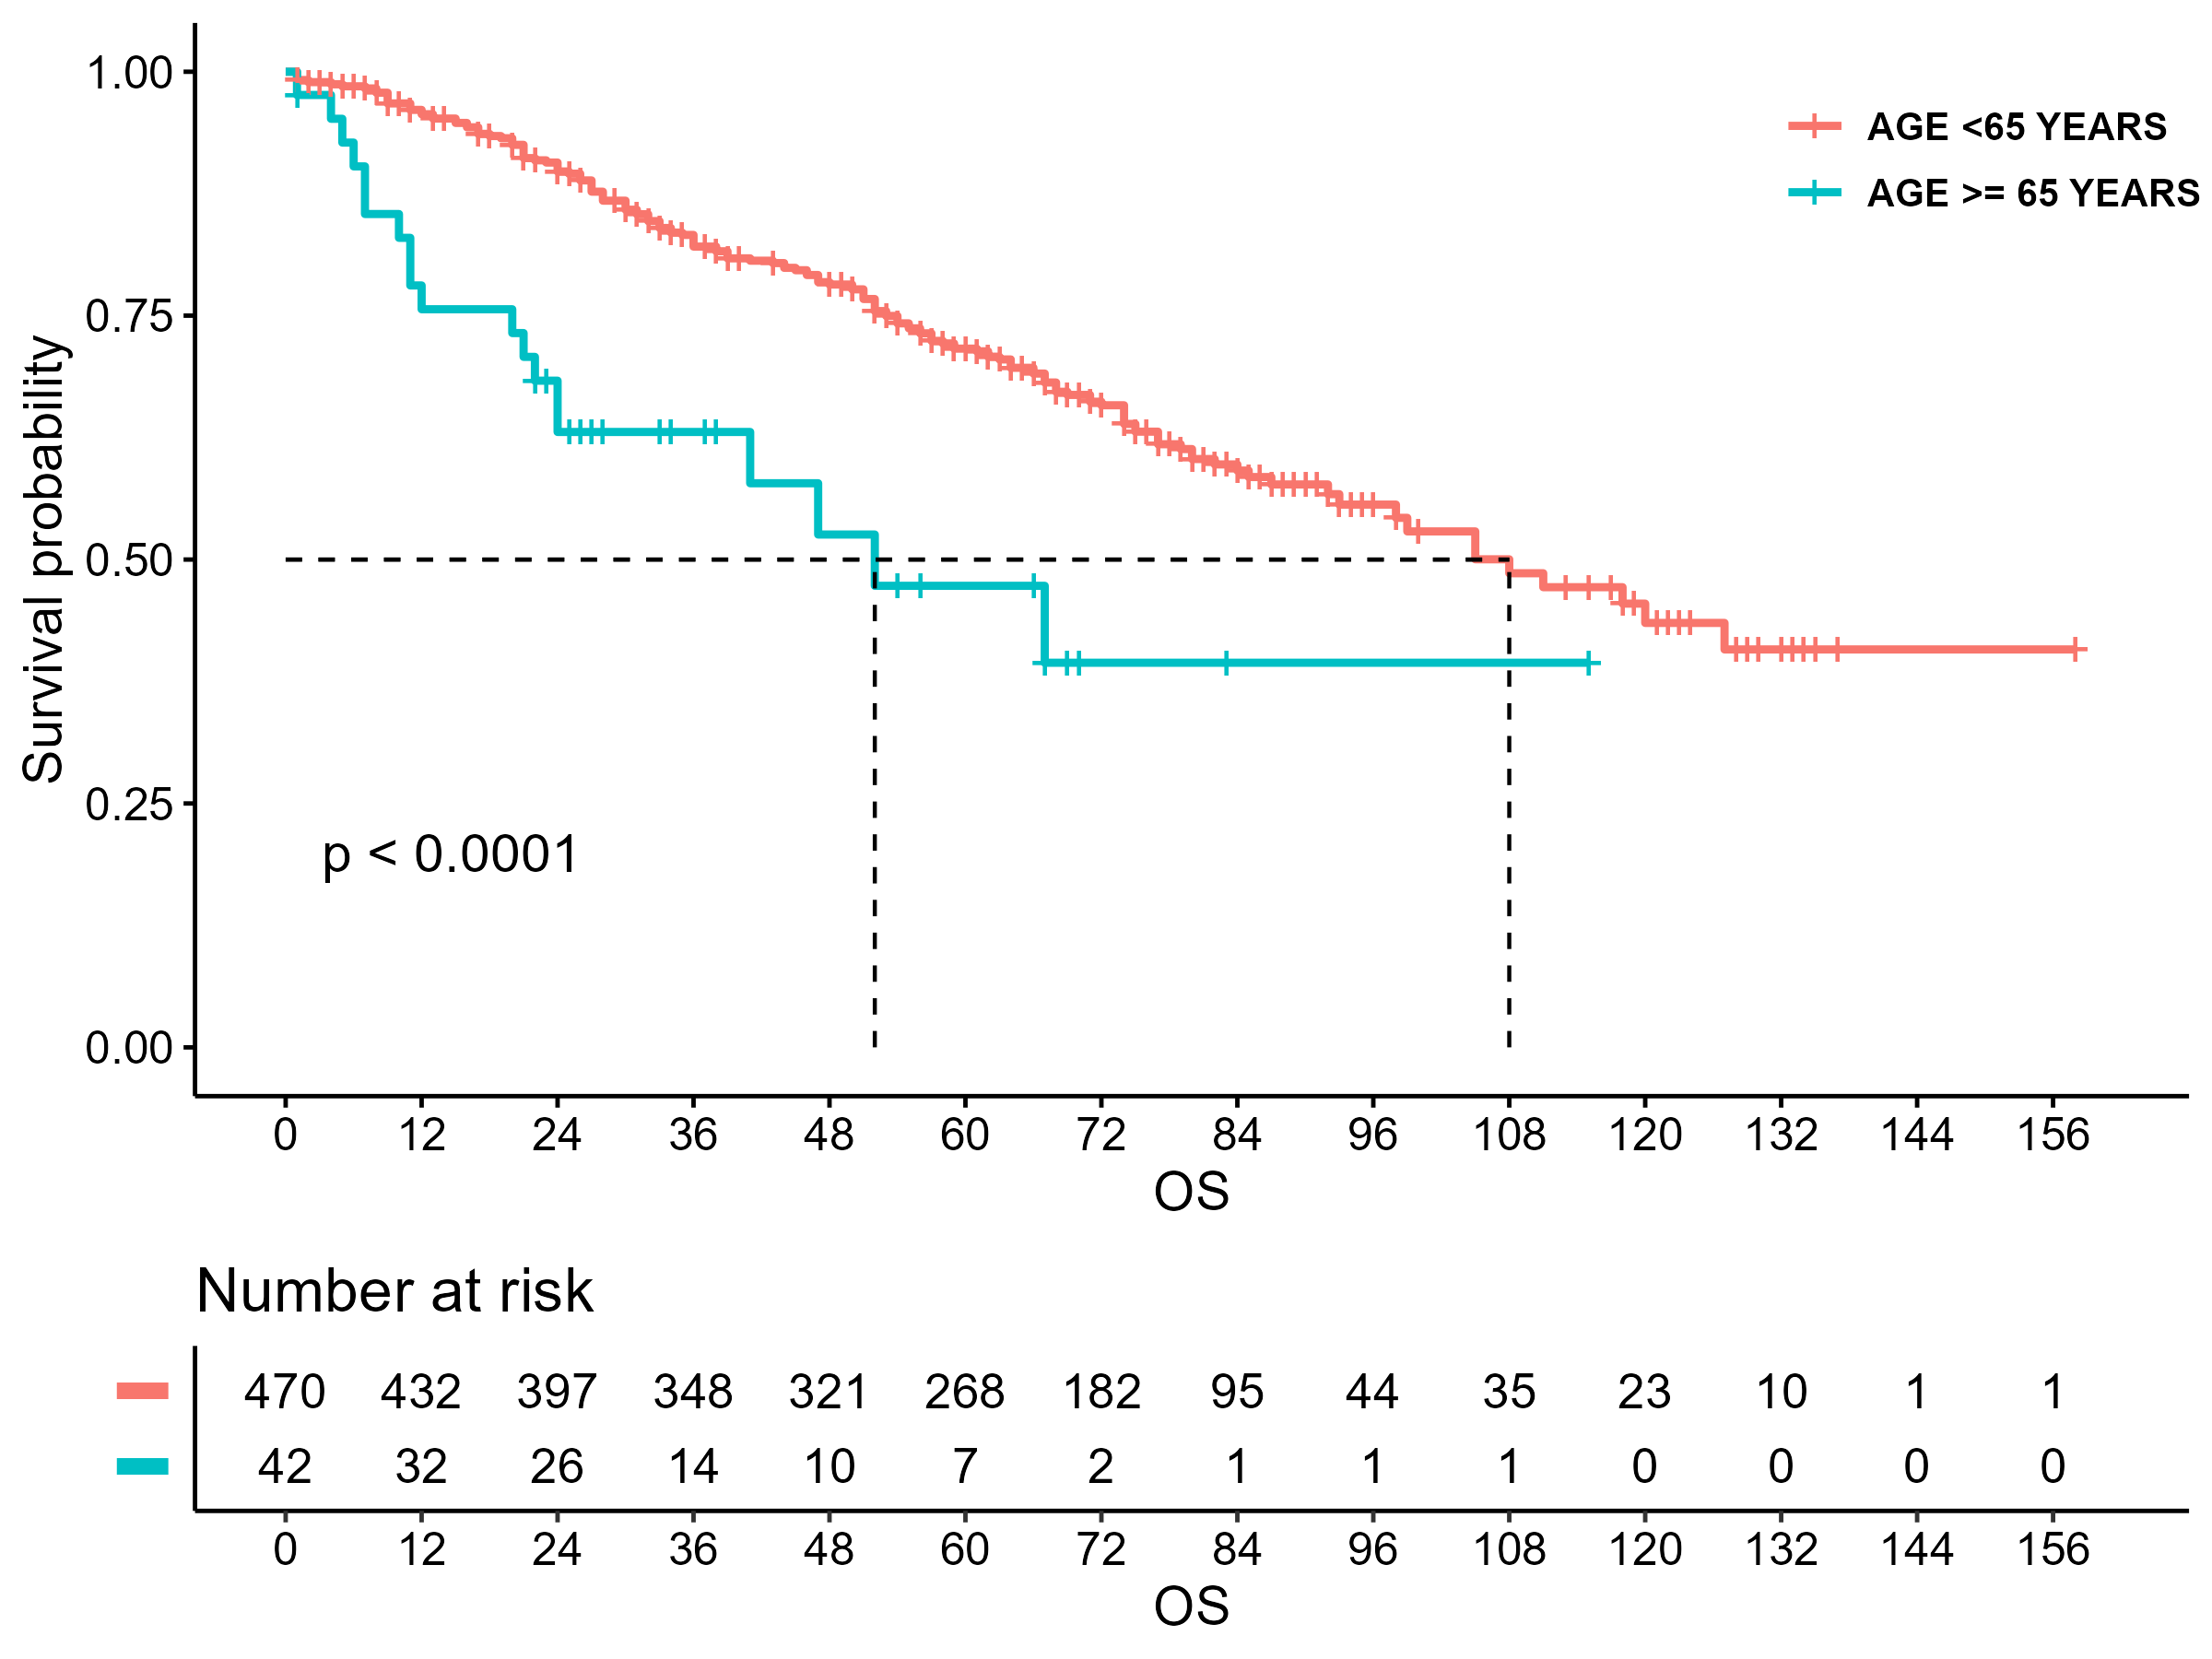 1.00
0.75
0.50
0.25
0.00
Survival probability
AGE <65 YEARS
AGE >= 65 YEARS
p < 0.0001
0 12 24 36 48 60 72 84 96 108 120 132 144 156
OS
Number at risk
470 432 397 348 321 268 182 95 44 35 23 10 1 1
42 32 26 14 10 7 2 1 1 1 0 0 0 0
0 12 24 36 48 60 72 84 96 108 120 132 144 156
OS